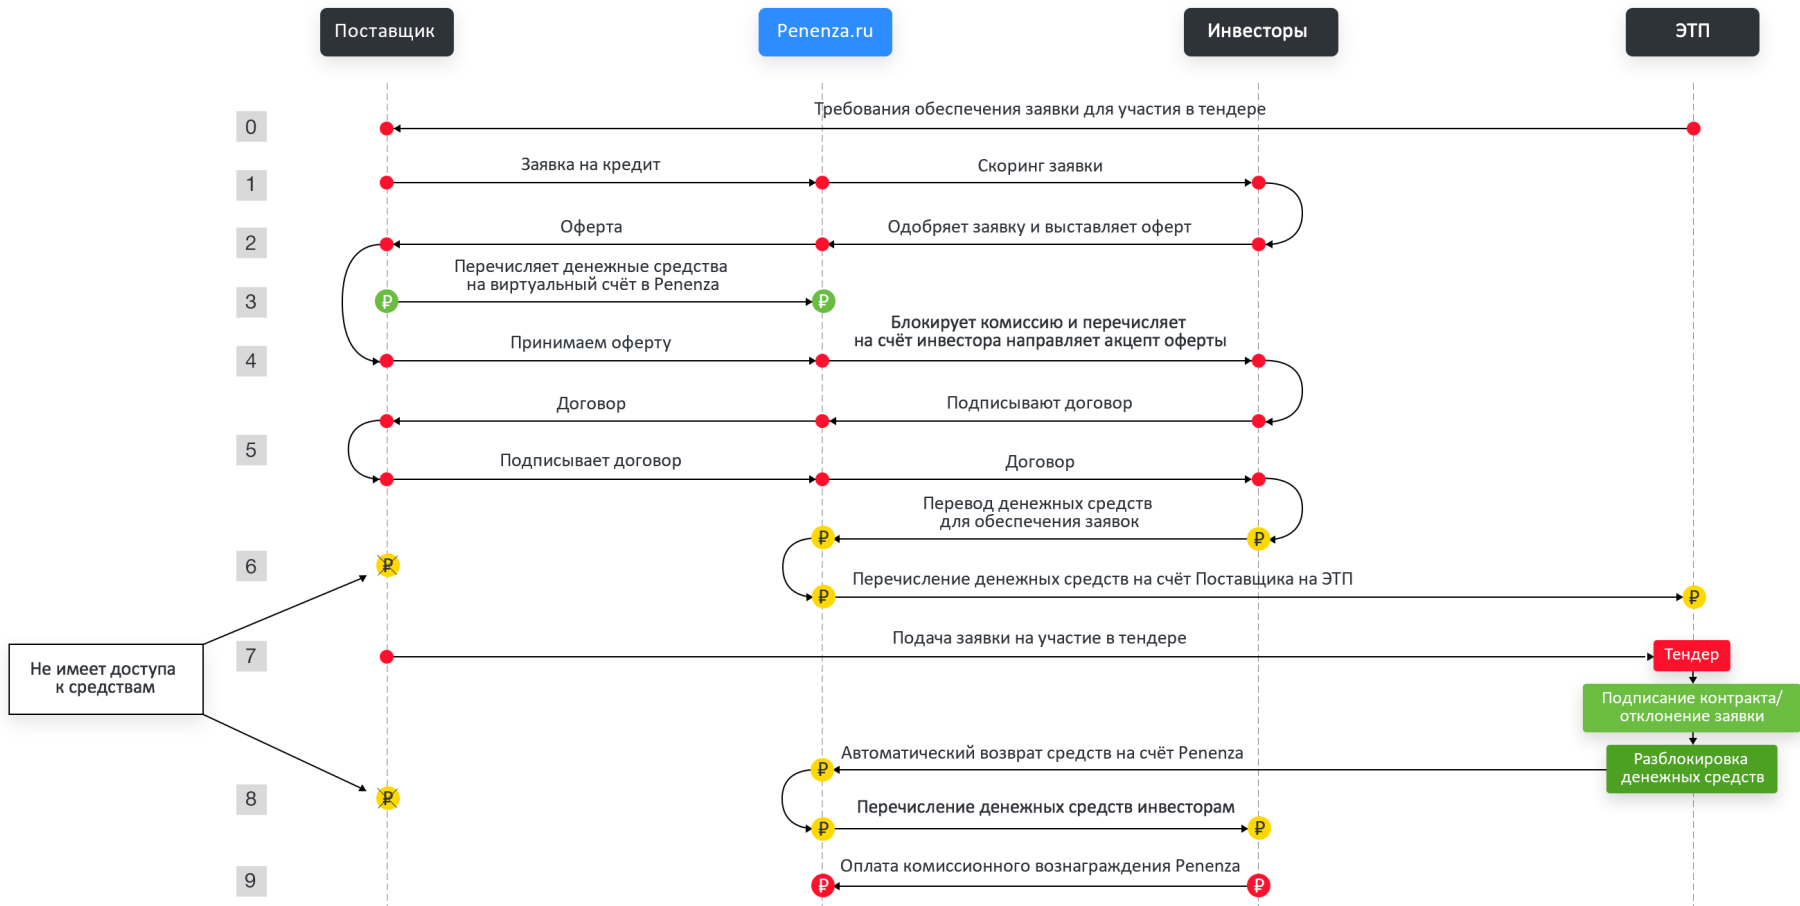 Поставщик
Penenza.ru
Инвесторы
ЭТП
0
Требования обеспечения заявки для участия в тендере
1
Заявка на кредит
Скоринг заявки
2
Оферта
Одобряет заявку и выставляет оферт
3
Перечисляет денежные средства
на виртуальный счёт в Penenza
₽
₽
4
Принимаем оферту
Блокирует комиссию и перечисляет
на счёт инвестора направляет акцепт оферты
Договор
Подписывают договор
5
Подписывает договор
Договор
Перевод денежных средств
для обеспечения заявок
₽
₽
6
₽
Перечисление денежных средств на счёт Поставщика на ЭТП
₽
₽
7
Подача заявки на участие в тендере
Тендер
Не имеет доступа
к средствам
Подписание контракта/
отклонение заявки
Автоматический возврат средств на счёт Penenza
₽
Разблокировка
денежных средств
8
₽
Перечисление денежных средств инвесторам
₽
₽
9
Оплата комиссионного вознаграждения Penenza
₽
₽